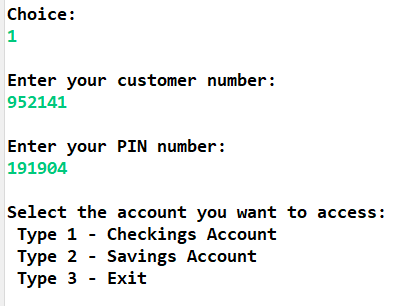 Choice:
1
Enter your customer number:
952141
Enter your PIN number:
191904
Select the account you want to access:
Type 1 - Checkings Account
Type 2 - Savings Account
Type 3 - Exit